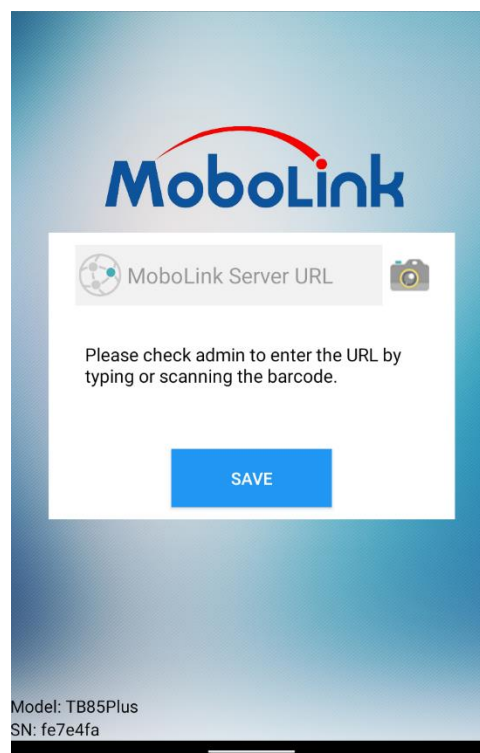 MoboLink
MoboLink Server URL
Please check admin to enter the URL by
typing or scanning the barcode.
SAVE
Model: TB85Plus
SN: fe7e4fa